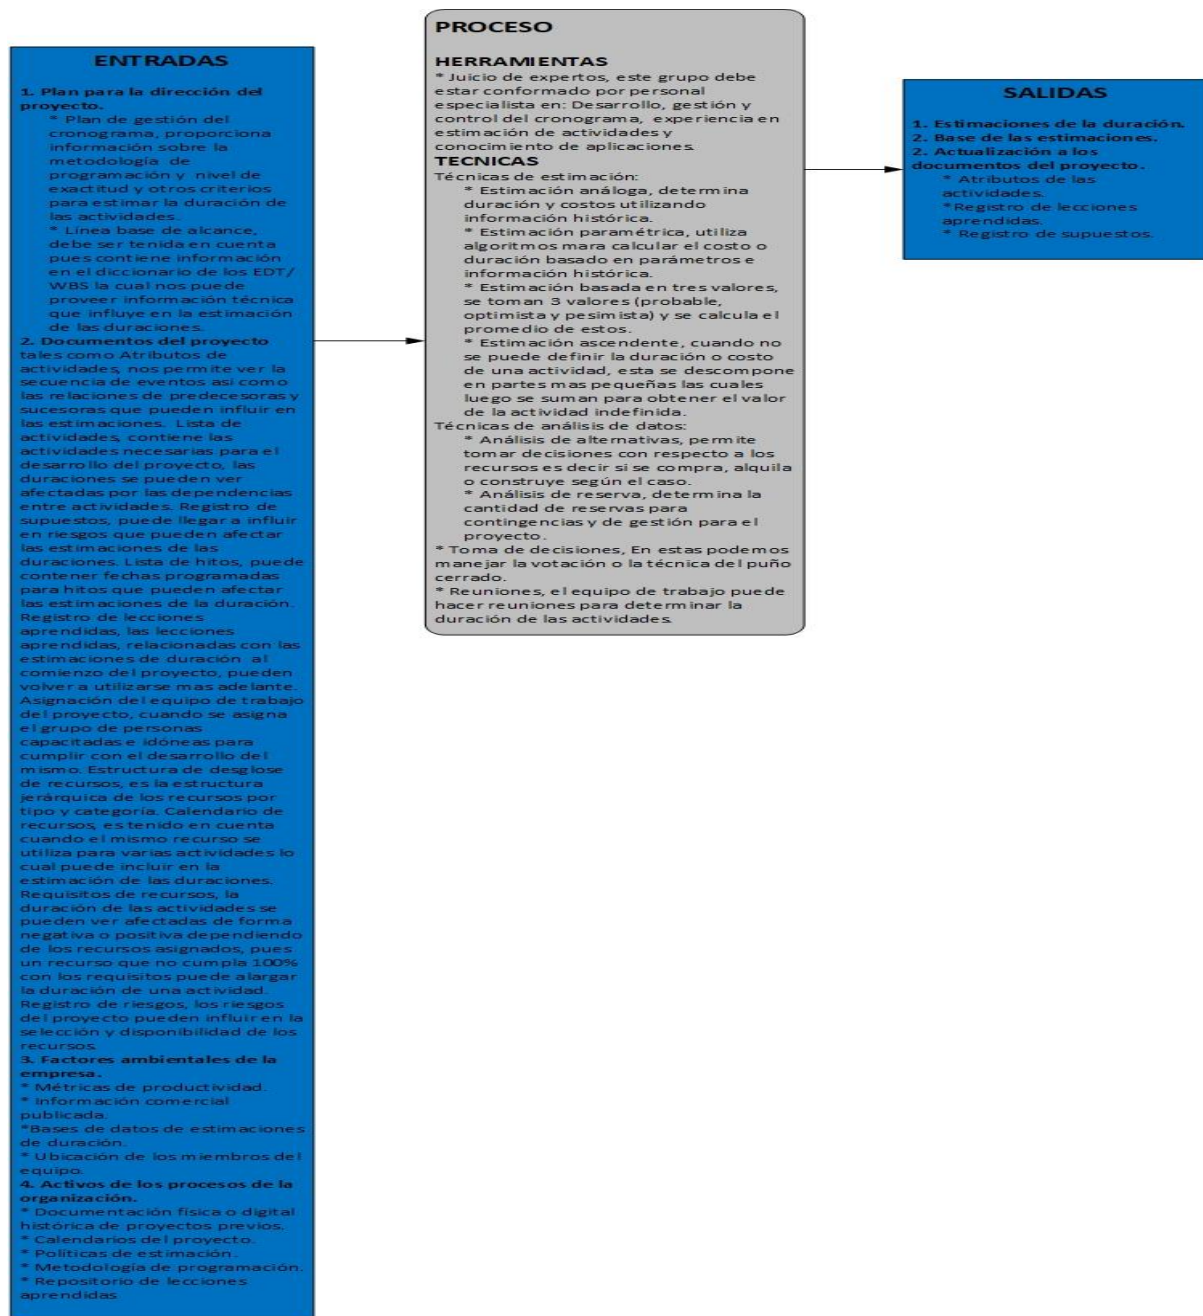 ENTRADAS
1. Plan para la dirección del
proyecto.
* Plan de gestión del
cronograma, proporciona
información sobre la
metodología de
programación y nivel de
exactitud y otros criterios
para estimar la duración de
las actividades.
* Línea base de alcance,
debe ser tenida en cuenta
pues contiene información
en el diccionario de los EDT/
WBS la cual nos puede
proveer información técnica
que influye en la estimación
de las duraciones.
2. Documentos del proyecto
tales como Atributos de
actividades, nos permite ver la
secuencia de eventos asi como
las relaciones de predecesoras y
sucesoras que pueden influir en
las estimaciones. Lista de
actividades, contiene las
actividades necesarias para el
desarrollo del proyecto, las
duraciones se pueden ver
afectadas por las dependencias
entre actividades. Registro de
supuestos, puede llegar a influir
en riesgos que pueden afectar
las estimaciones de las
duraciones. Lista de hitos, puede
contener fechas programadas
para hitos que pueden afectar
las estimaciones de la duración.
Registro de lecciones
aprendidas, las lecciones
aprendidas, relacionadas con las
estimaciones de duración al
comienzo del proyecto, pueden
volver a utilizarse mas adelante.
Asignación del equipo de trabajo
del proyecto, cuando se asigna
el grupo de personas
capacitadas e idóneas para
cumplir con el desarrollo del
mismo. Estructura de desglose
de recursos, es la estructura
jerárquica de los recursos por
tipo y categoría. Calendario de
recursos, es tenido en cuenta
cuando el mismo recurso se
utiliza para varias actividades lo
cual puede incluir en la
estimación de las duraciones.
Requisitos de recursos, la
duración de las actividades se
pueden ver afectadas de forma
negativa o positiva dependiendo
de los recursos asignados, pues
un recurso que no cumpla 100%
con los requisitos puede alargar
la duración de una actividad.
Registro de riesgos, los riesgos
del proyecto pueden influir en la
selección y disponibilidad de los
recursos.
3. Factores ambientales de la
empresa.
* Métricas de productividad.
* Información comercial
publicada.
*Bases de datos de estimaciones
de duración.
* Ubicación de los miembros del
equipo.
4. Activos de los procesos de la
organización.
* Documentación física o digital
histórica de proyectos previos.
* Calendarios del proyecto.
* Políticas de estimación.
* Metodología de programación.
* Repositorio de lecciones
aprendidas
PROCESO
HERRAMIENTAS
* Juicio de expertos, este grupo debe
estar conformado por personal
especialista en: Desarrollo, gestión y
control del cronograma, experiencia en
estimación de actividades y
conocimiento de aplicaciones.
TECNICAS
Técnicas de estimación:
* Estimación análoga, determina
duración y costos utilizando
información histórica.
* Estimación paramétrica, utiliza
algoritmos mara calcular el costo o
duración basado en parámetros e
información histórica.
* Estimación basada en tres valores,
se toman 3 valores (probable,
optimista y pesimista) y se calcula el
promedio de estos.
* Estimación ascendente, cuando no
se puede definir la duración o costo
de una actividad, esta se descompone
en partes mas pequeñas las cuales
luego se suman para obtener el valor
de la actividad indefinida.
Técnicas de análisis de datos:
* Análisis de alternativas, permite
tomar decisiones con respecto a los
recursos es decir si se compra, alquila
o construye según el caso.
* Análisis de reserva, determina la
cantidad de reservas para
contingencias y de gestión para el
proyecto.
* Toma de decisiones, En estas podemos
manejar la votación o la técnica del puño
cerrado.
* Reuniones, el equipo de trabajo puede
hacer reuniones para determinar la
duración de las actividades.
SALIDAS
1. Estimaciones de la duración.
2. Base de las estimaciones.
2. Actualización a los
documentos del proyecto.
* Atributos de las
actividades.
*Registro de lecciones
aprendidas.
* Registro de supuestos.